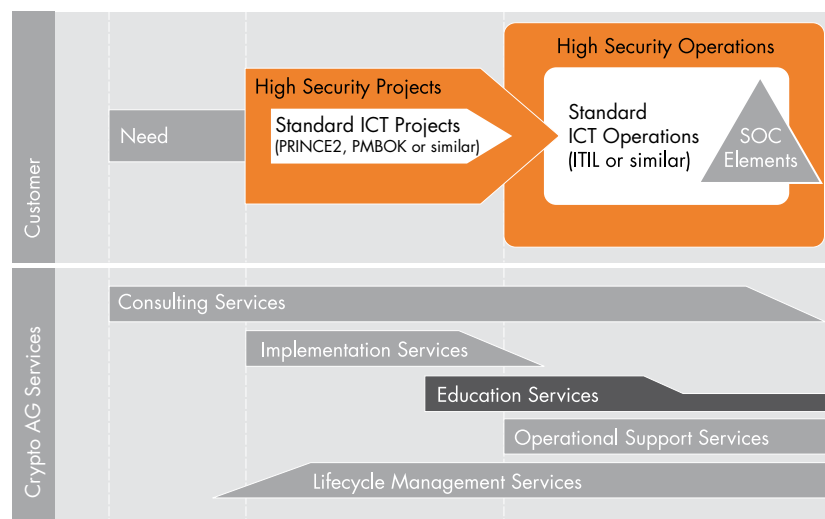 Customer
Need
High Security Projects
Standard ICT Projects
(PRINCE2, PMBOK or similar)
High Security Operations
Standard
ICT Operations
(ITIL or similar)
SOC
Elements
Crypto AG Services
Consulting Services
Implementation Services
Education Services
Operational Support Services
Lifecycle Management Services